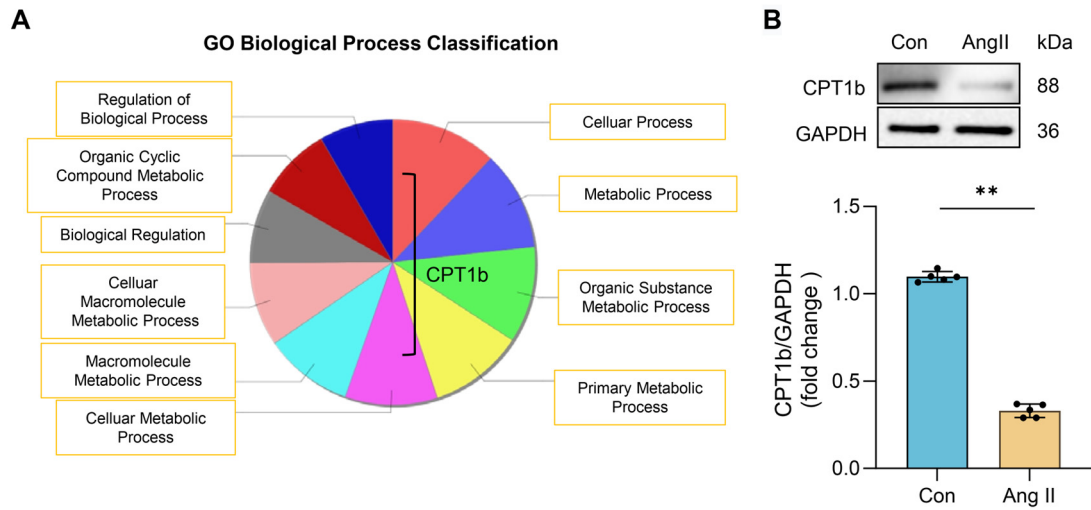 A
GO Biological Process Classification
Regulation of
Biological Process
Organic Cyclic
Compound Metabolic
Process
Biological Regulation
Celluar
Macromolecule
Metabolic Process
Macromolecule
Metabolic Process
Celluar Metabolic
Process
Celluar Process
Metabolic Process
Organic Substance
Metabolic Process
Primary Metabolic
Process
CPT1b
B
Con AngII kDa
CPT1b 88
GAPDH 36
**
CPT1b/GAPDH
(fold change )
1.5
1.0
0.5
0.0
Con Ang II